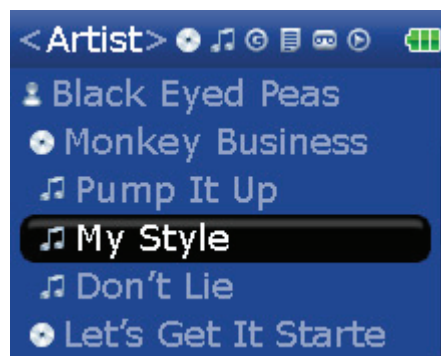 <Artist>
Black Eyed Peas
Monkey Business
Pump It Up
My Style
Don't Lie
Let's Get It Starte